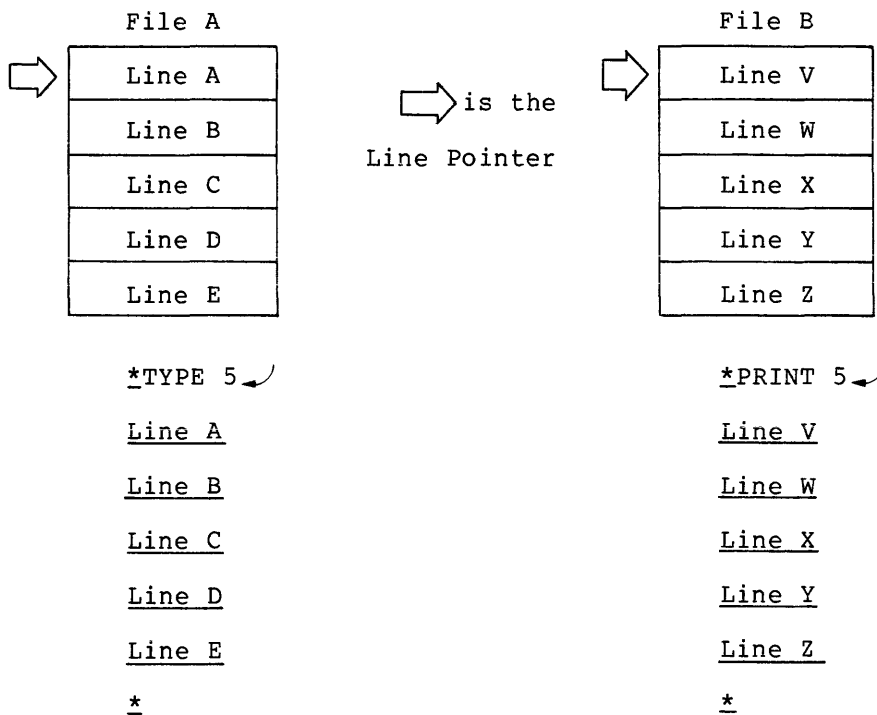 File A
Line A
Line B
Line C
Line D
Line E
is the
Line Pointer
File B
Line V
Line W
Line X
Line Y
Line Z
*TYPE 5
Line A
Line B
Line C
Line D
Line E
*
*PRINT 5
Line V
Line W
Line X
Line Y
Line Z
*